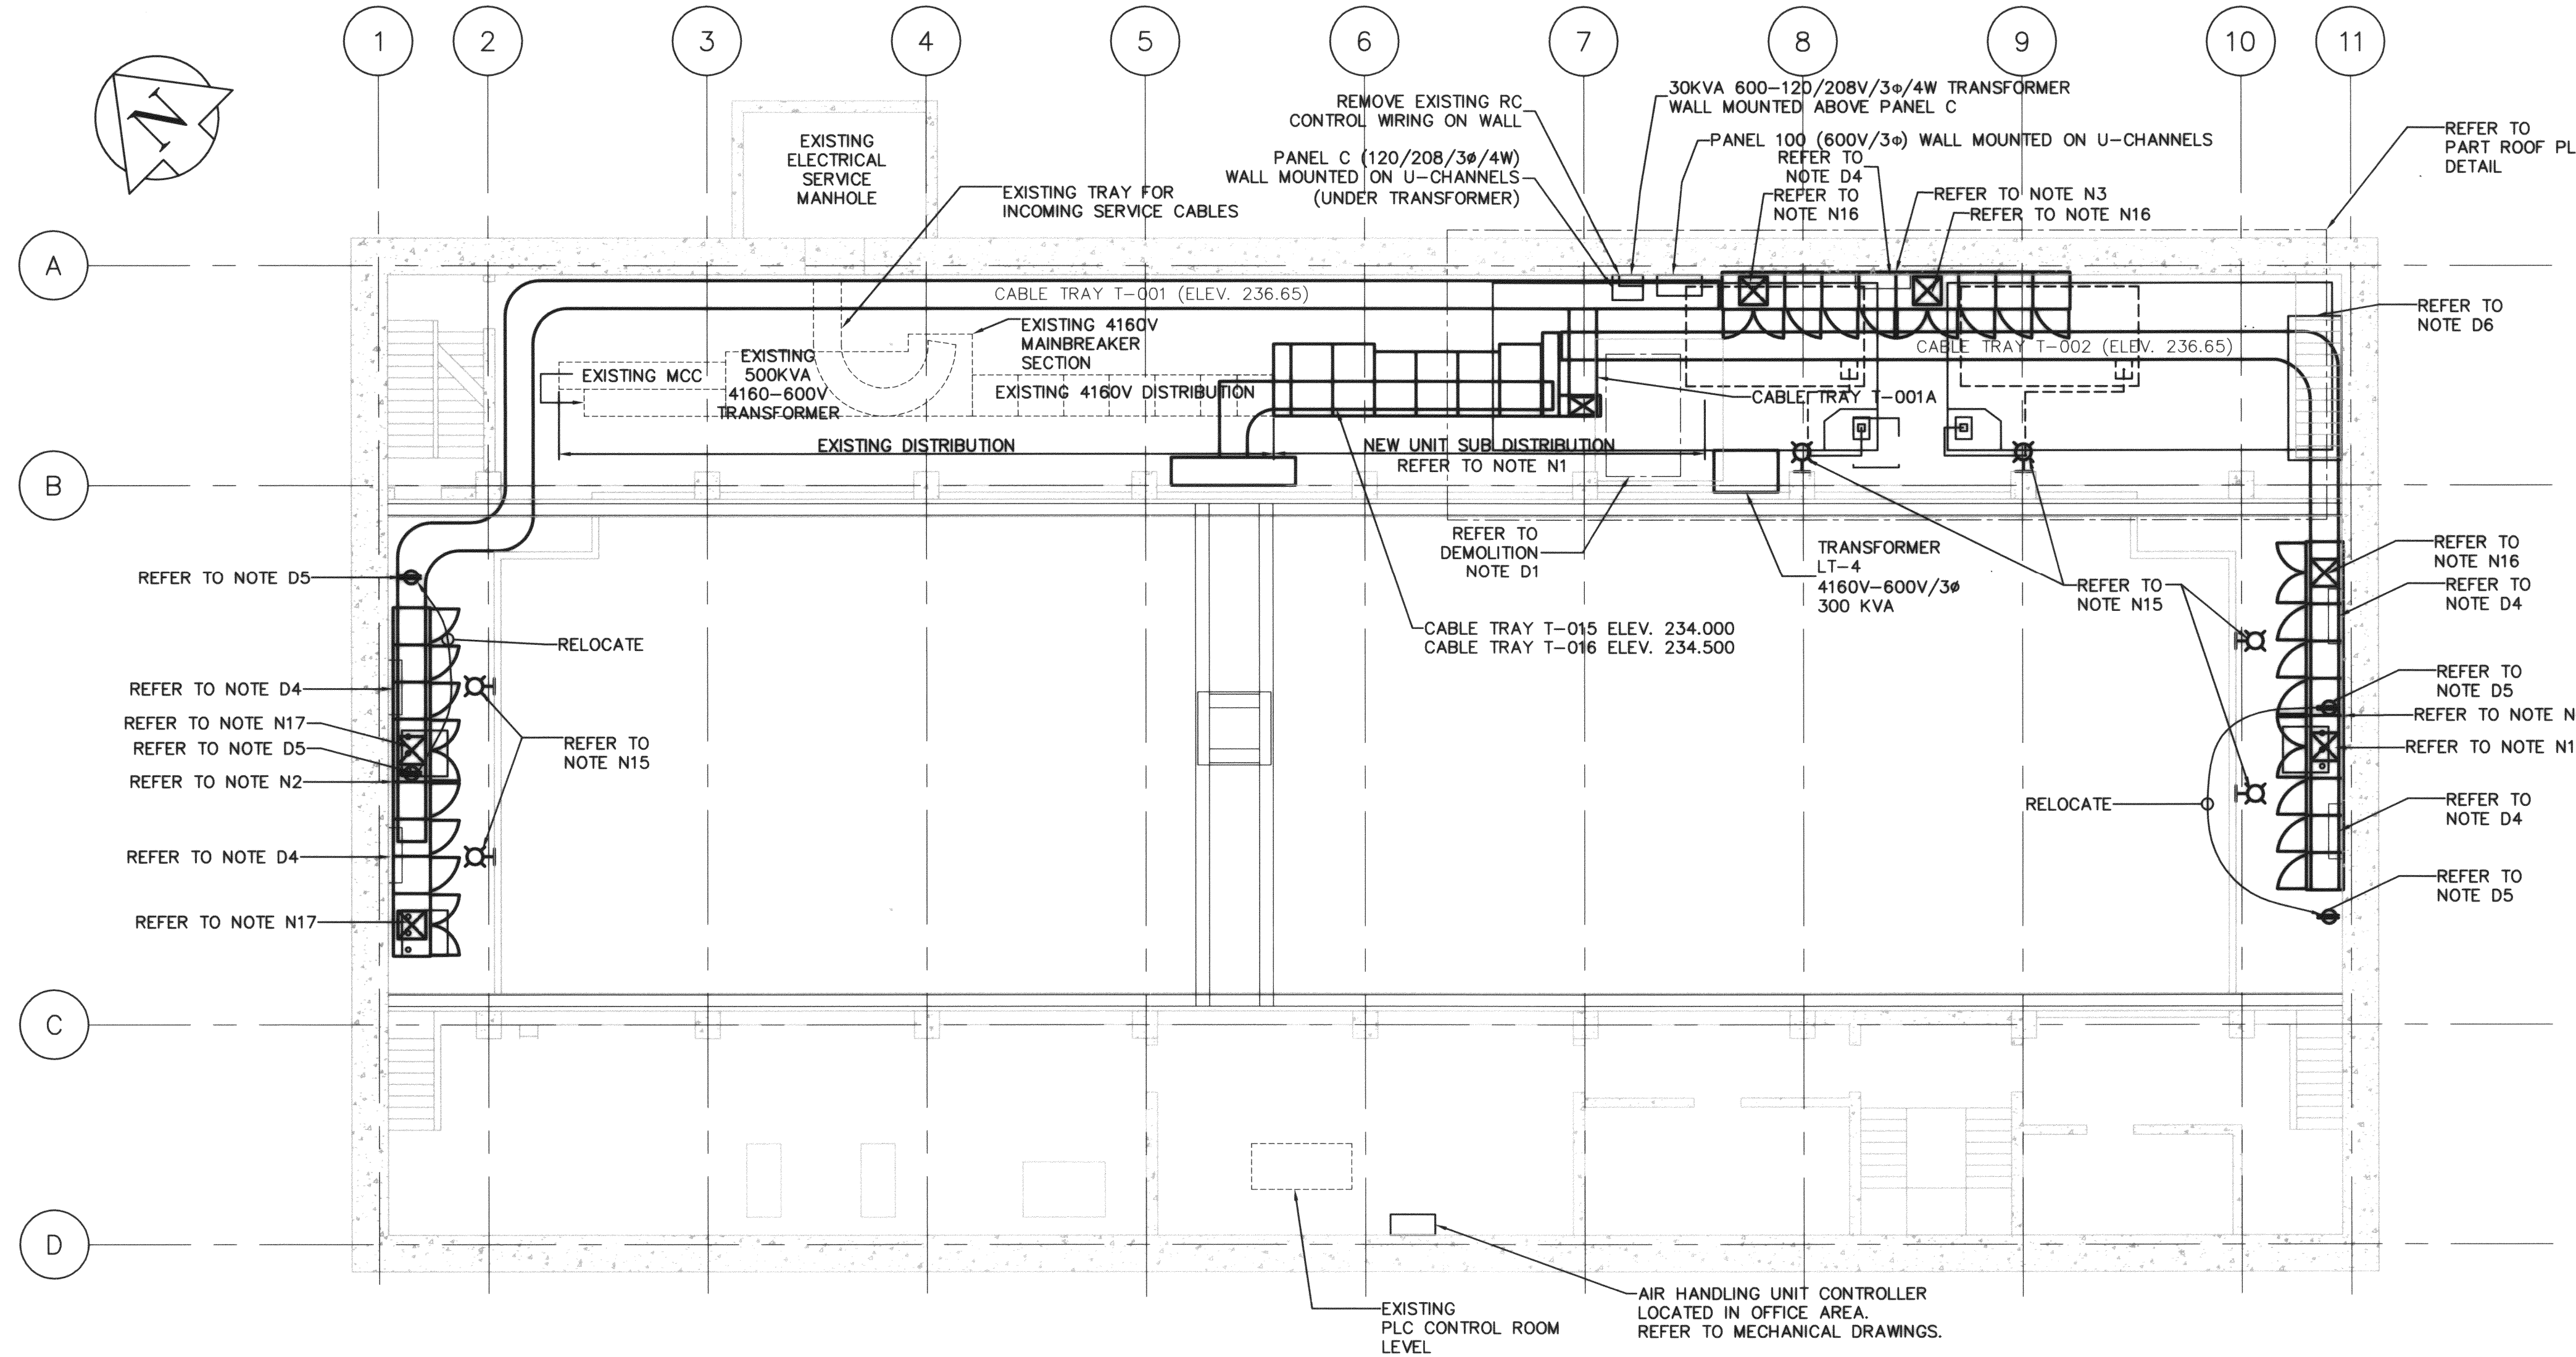 1
2
3
4
5
6
7
8
9
10
11
N
A
B
C
D
EXISTING
ELECTRICAL
SERVICE
MANHOLE
EXISTING TRAY FOR
INCOMING SERVICE CABLES
REMOVE EXISTING RC
CONTROL WIRING ON WALL
PANEL C (120/208/3ø/4W)
WALL MOUNTED ON U-CHANNELS
(UNDER TRANSFORMER)
30KVA 600-120/208V/3Φ/4W TRANSFORMER
WALL MOUNTED ABOVE PANEL C
PANEL 100 (600V/3Φ) WALL MOUNTED ON U-CHANNELS
REFER TO
NOTE D4
REFER TO
NOTE N16
REFER TO NOTE N3
REFER TO NOTE N16
REFER TO
PART ROOF PL
DETAIL
REFER TO
NOTE D6
CABLE TRAY T-001 (ELEV. 236.65)
EXISTING 4160V
MAINBREAKER
SECTION
EXISTING MCC
EXISTING
500KVA
4160-600V
TRANSFORMER
EXISTING 4160V DISTRIBUTION
CABLE TRAY T-002 (ELEV. 236.65)
CABLE TRAY T-001A
EXISTING DISTRIBUTION
NEW UNIT SUB DISTRIBUTION
REFER TO NOTE N1
REFER TO
DEMOLITION
NOTE D1
TRANSFORMER
LT-4
4160V-600V/3ø
300 KVA
CABLE TRAY T-015 ELEV. 234.000
CABLE TRAY T-016 ELEV. 234.500
REFER TO
NOTE N15
REFER TO NOTE D5
RELOCATE
REFER TO NOTE D4
REFER TO NOTE N17
REFER TO NOTE D5
REFER TO NOTE N2
REFER TO
NOTE N15
REFER TO NOTE D4
REFER TO NOTE N17
REFER TO
NOTE N16
REFER TO
NOTE D4
REFER TO
NOTE D5
REFER TO NOTE N
REFER TO NOTE N1
RELOCATE
REFER TO
NOTE D4
REFER TO
NOTE D5
EXISTING
PLC CONTROL ROOM
LEVEL
AIR HANDLING UNIT CONTROLLER
LOCATED IN OFFICE AREA.
REFER TO MECHANICAL DRAWINGS.